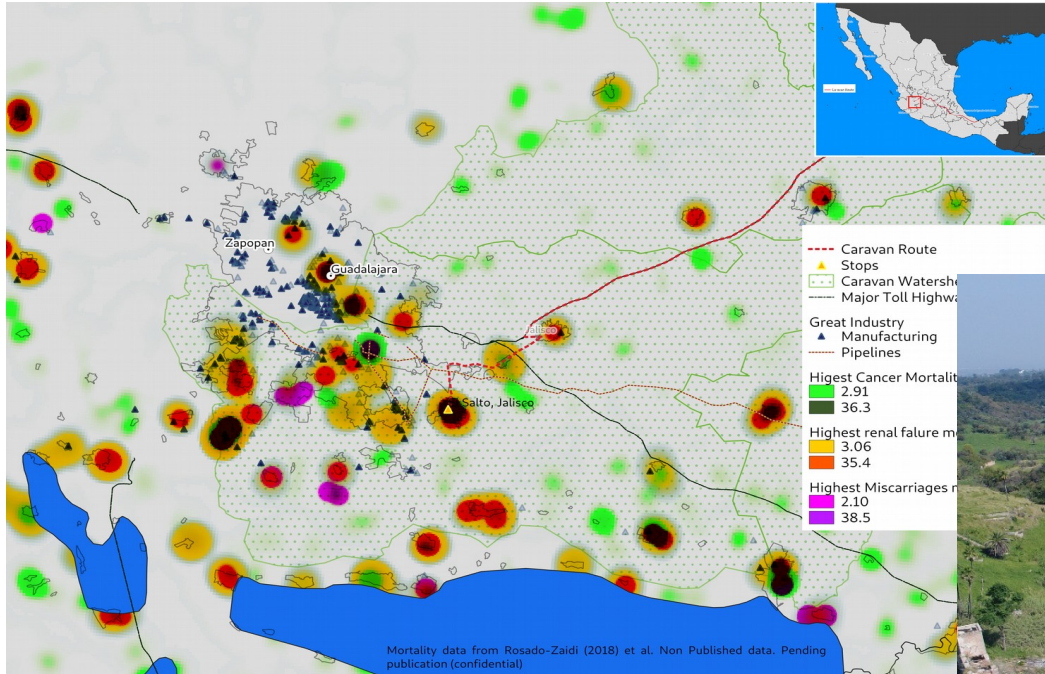 Caravan Route
Zapopan
Guadalajara
Jalisco
Salto, Jalisco
Caravan Route
Stops
Caravan Watershe
Major Toll Highwa
Great Industry
Manufacturing
Pipelines
Higest Cancer Mortalit
2.91
36.3
Highest renal falure m
3.06
35.4
Highest Miscarriages r
2.10
38.5
Mortality data from Rosado-Zaidi (2018) et al. Non Published data. Pending
publication (confidential)